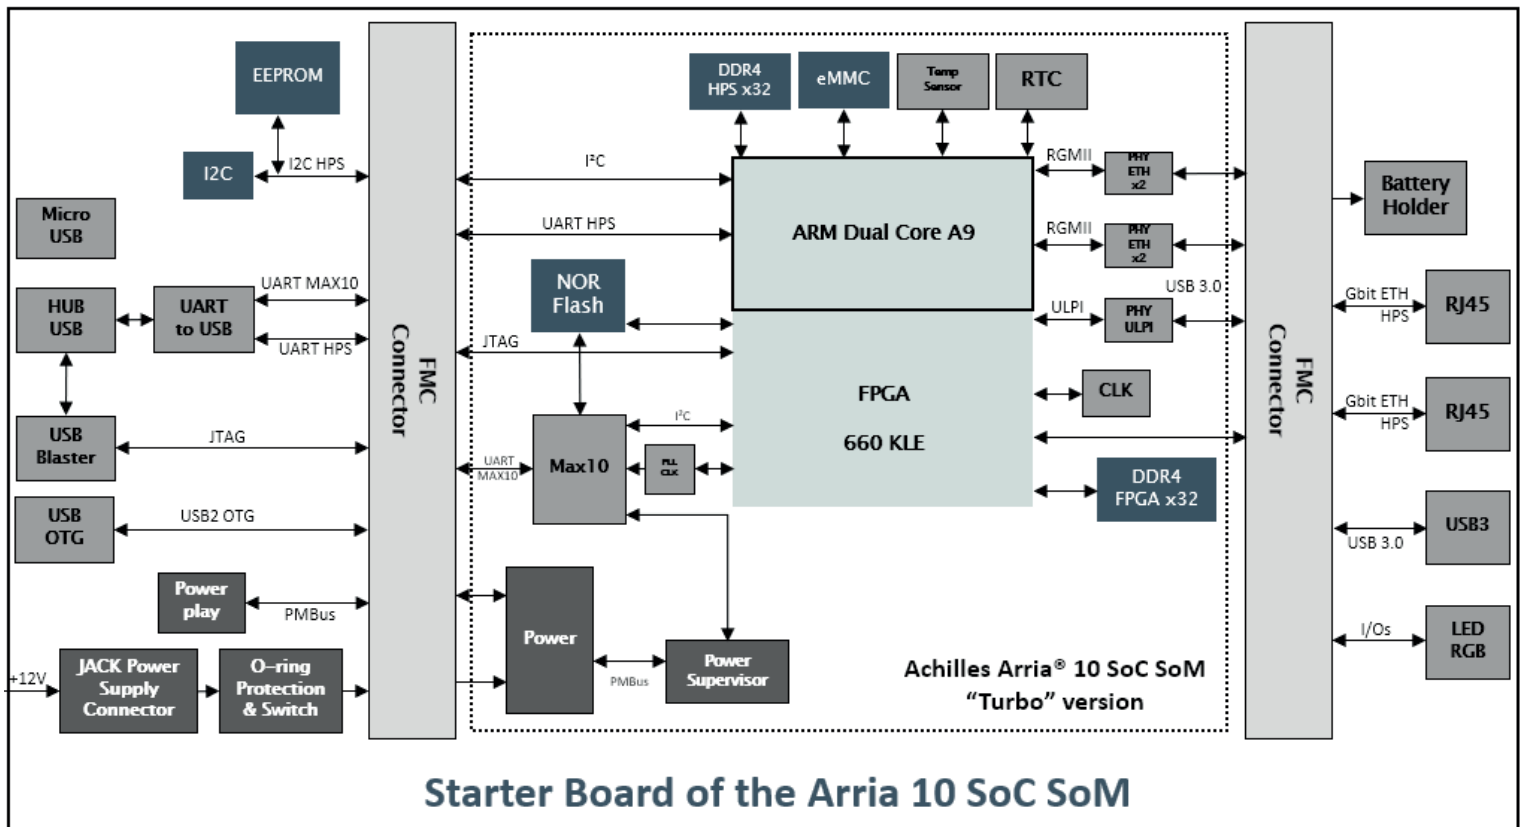 EEPROM
I2C
I2C HPS
Micro
USB
HUB
USB
UART
to USB
UART MAX10
UART HPS
USB
Blaster
JTAG
USB
OTG
USB2 OTG
Power
play
PMBus
+12V
JACK Power
Supply
Connector
O-ring
Protection
& Switch
FMC
Connector
I²C
UART HPS
JTAG
UART
MAX10
NOR
Flash
Max10
I²C
PLL
CLK
Power
PMBus
Power
Supervisor
DDR4
HPS x32
eMMC
Temp
Sensor
RTC
ARM Dual Core A9
FPGA
660 KLE
RGMII
PHY
ETH
x2
RGMII
PHY
ETH
x2
USB 3.0
ULPI
PHY
ULPI
CLK
DDR4
FPGA x32
Achilles Arria® 10 SoC SoM
“Turbo” version
FMC
Connector
Battery
Holder
Gbit ETH
HPS
RJ45
Gbit ETH
HPS
RJ45
USB 3.0
USB3
I/Os
LED
RGB
Starter Board of the Arria 10 SoC SoM